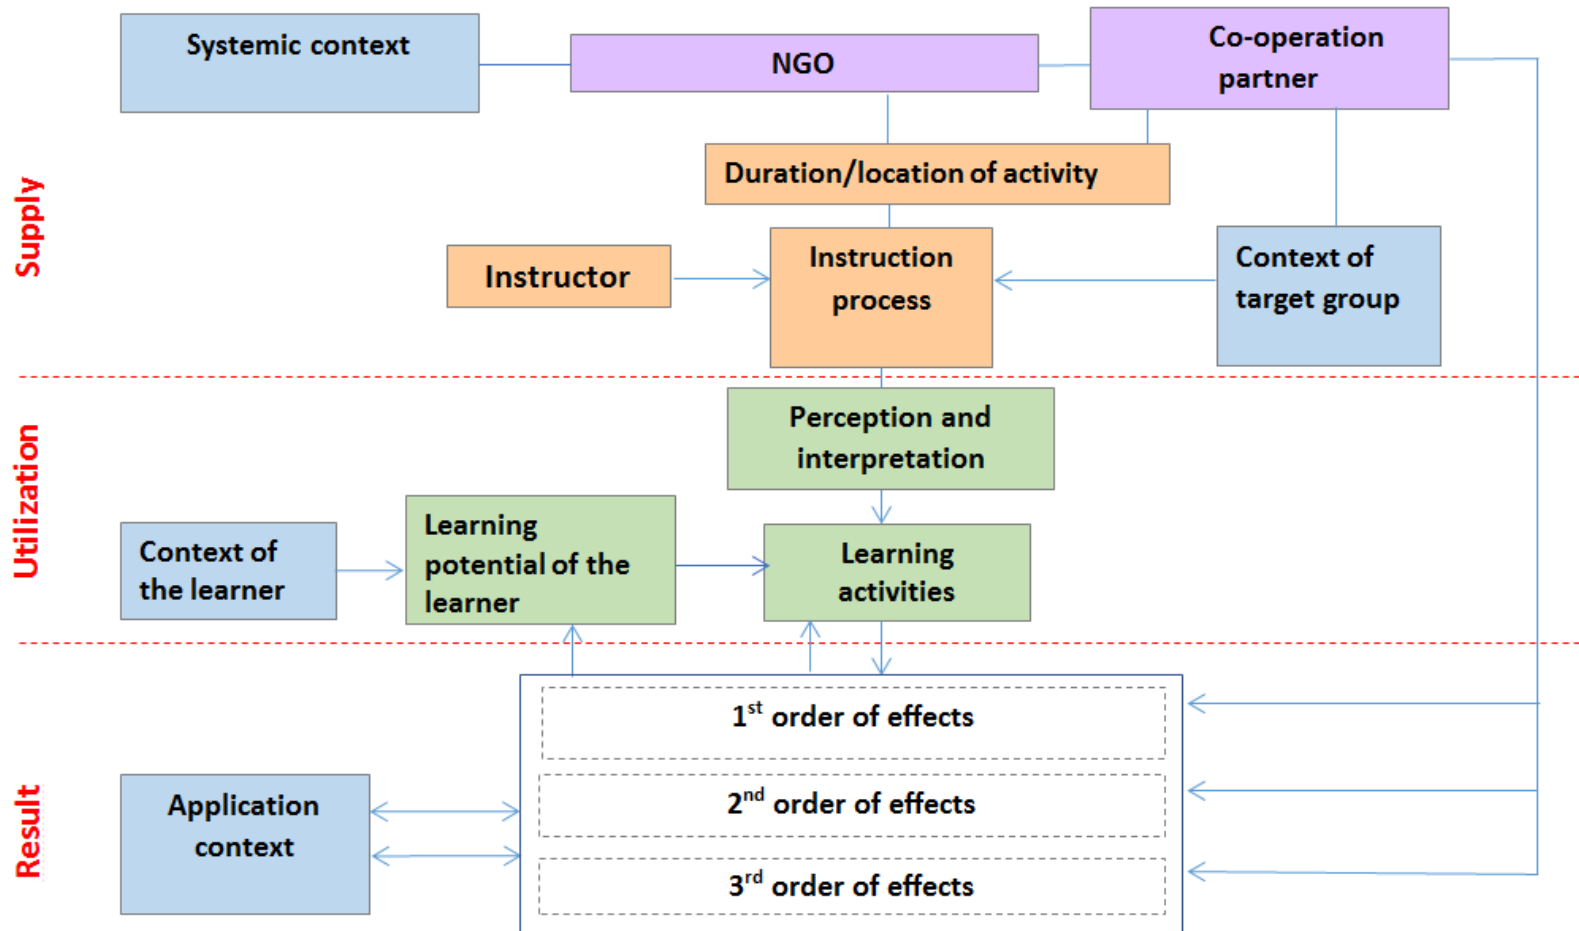 Systemic context
NGO
Co-operation
partner
Duration/location of activity
Supply
Instructor
Instruction
process
Context of
target group
Perception and
interpretation
Utilization
Context of
the learner
Learning
potential of the
learner
Learning
activities
1st order of effects
2nd order of effects
3rd order of effects
Result
Application
context